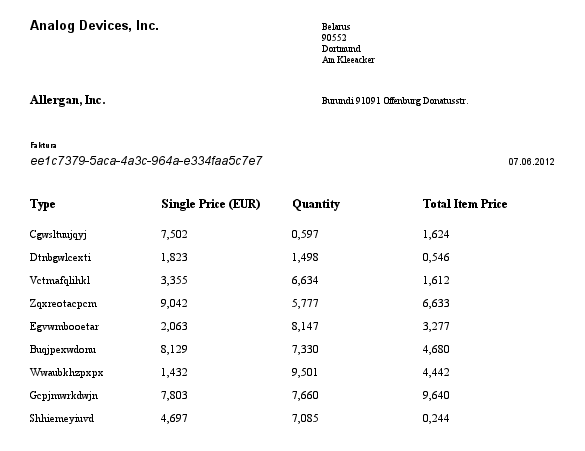 Analog Devices, Inc.
Belarus
90552
Dortmund
Am Kleeacker
Allergan, Inc.
Burundi 91091 Offenburg Donatusstr.
Faktura
ee1c7379-5aca-4a3c-964a-e334faa5c7e7
07.06.2012
Type Single Price (EUR) Quantity Total Item Price
Cgwsltuujqyj 7,502 0,597 1,624
Dtnbgwlcexti 1,823 1,498 0,546
Vctmafqlihkl 3,355 6,634 1,612
Zqxreotacpcm 9,042 5,777 6,633
Egvwmbooetar 2,063 8,147 3,277
Buqjpexwdonu 8,129 7,330 4,680
Wwaubkhzpxpx 1,432 9,501 4,442
Gcpjmwrkdwjn 7,803 7,660 9,640
Shhiemeyiuvd 4,697 7,085 0,244